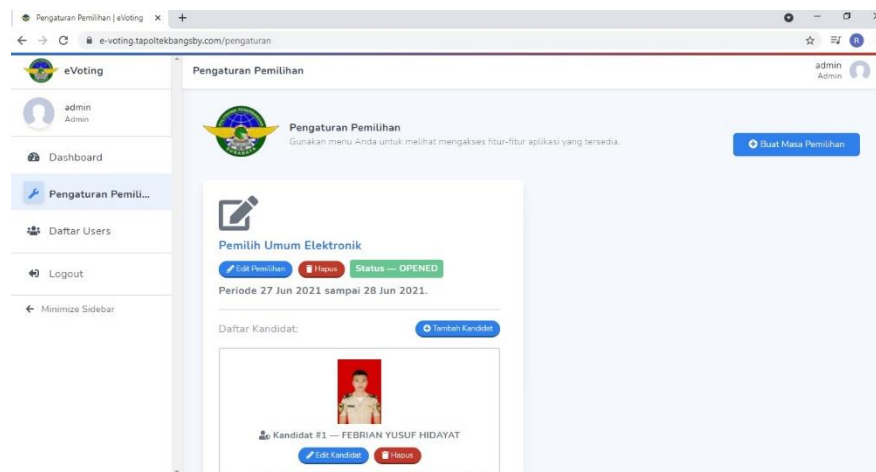 Pengaturan Pemilihan | eVoting
e-voting.tapoltekbangsby.com/pengaturan
R
eVoting
Pengaturan Pemilihan
admin
Admin
admin
Admin
Dashboard
Pengaturan Pemili...
Daftar Users
Logout
Minimize Sidebar
Pengaturan Pemilihan
Gunakan menu Anda untuk melihat mengakses fitur-fitur aplikasi yang tersedia.
Buat Masa Pemilihan
Pemilih Umum Elektronik
Edit Pemilihan
Hapus
Status — OPENED
Periode 27 Jun 2021 sampai 28 Jun 2021.
Daftar Kandidat:
Tambah Kandidat
Kandidat #1 — FEBRIAN YUSUF HIDAYAT
Edit Kandidat
Hapus